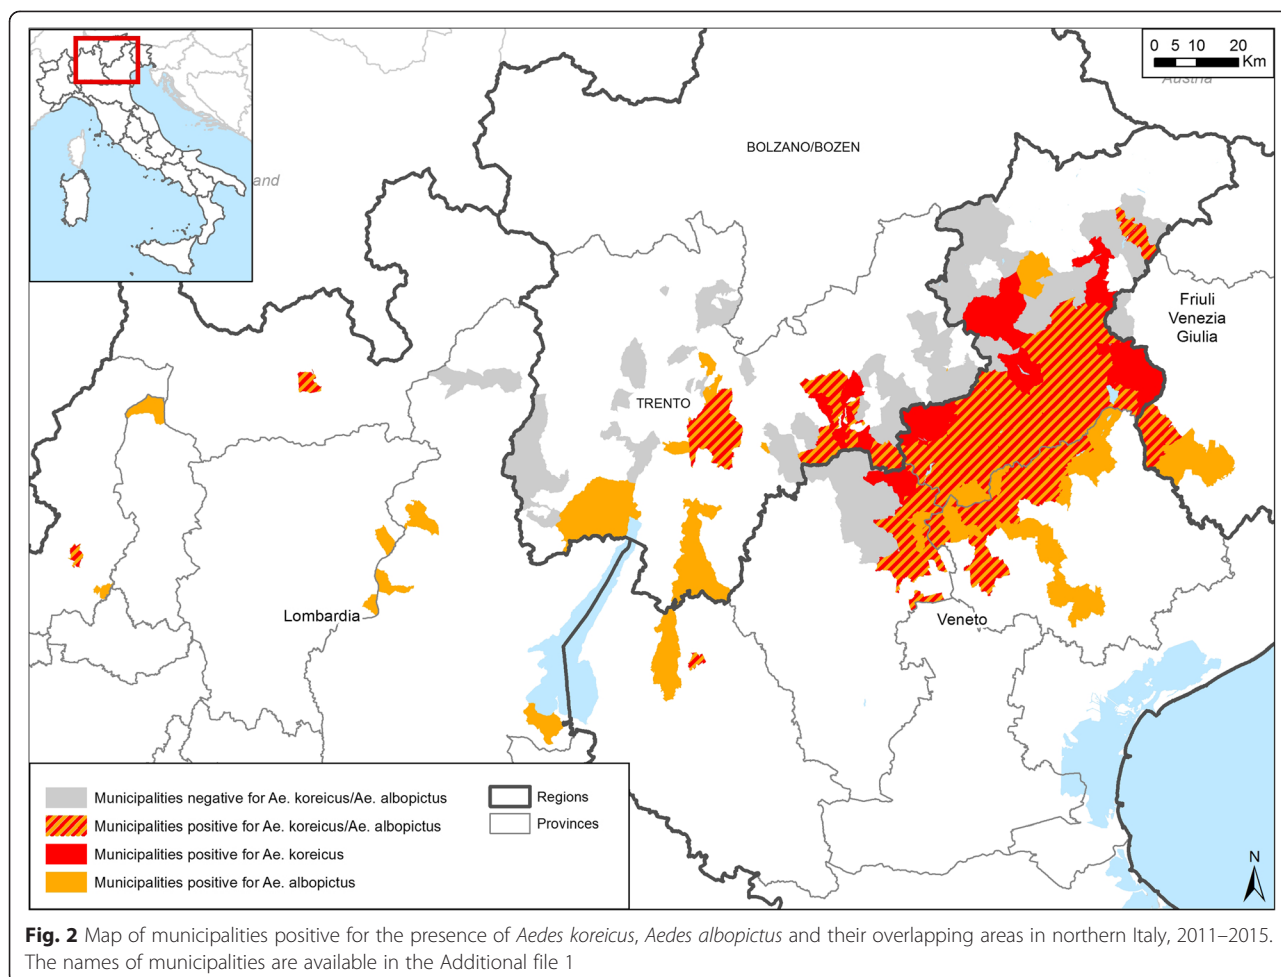 0 5 10 20
Km
Austria
BOLZANO/BOZEN
and
Friuli
Venezia
Giulia
TRENTO
Lombardia
Veneto
Municipalities negative for Ae. koreicus/Ae. albopictus
Municipalities positive for Ae. koreicus/Ae. albopictus
Municipalities positive for Ae. koreicus
Municipalities positive for Ae. albopictus
Regions
Provinces
N
Fig. 2 Map of municipalities positive for the presence of Aedes koreicus, Aedes albopictus and their overlapping areas in northern Italy, 2011–2015.
The names of municipalities are available in the Additional file 1